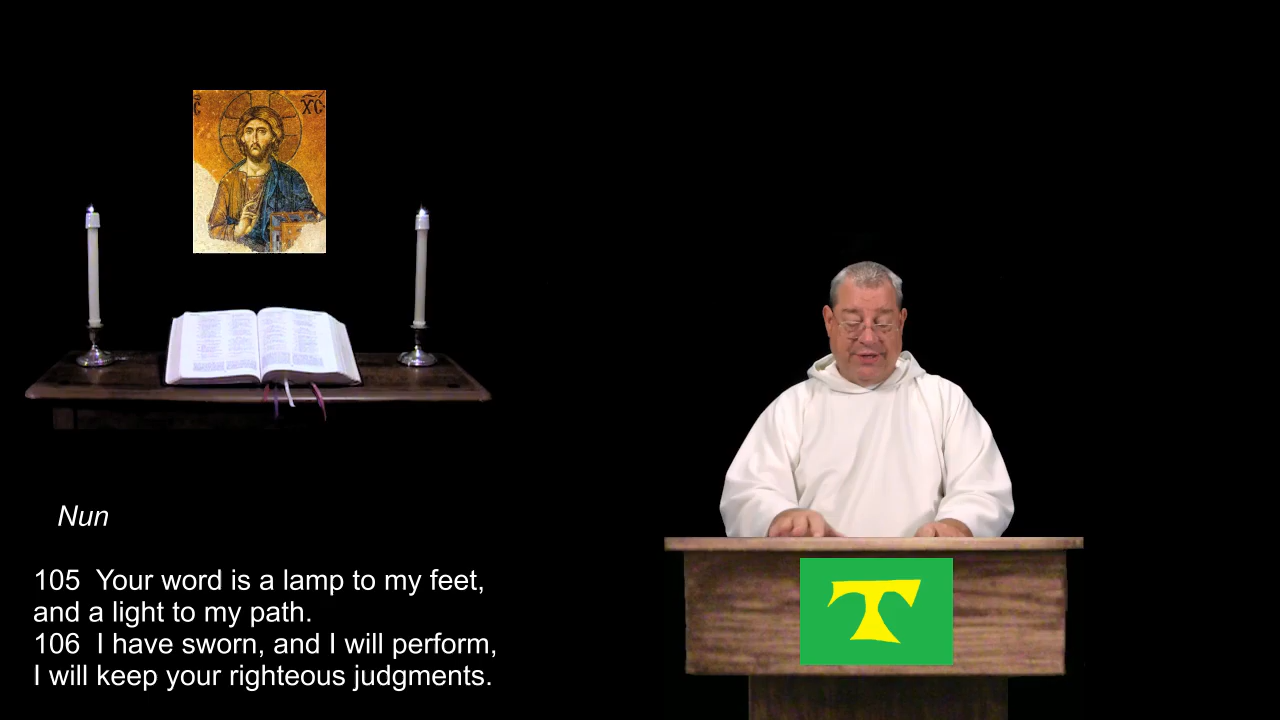 XC
Nun
105 Your word is a lamp to my feet,
and a light to my path.
106 I have sworn, and I will perform,
I will keep your righteous judgments.
T